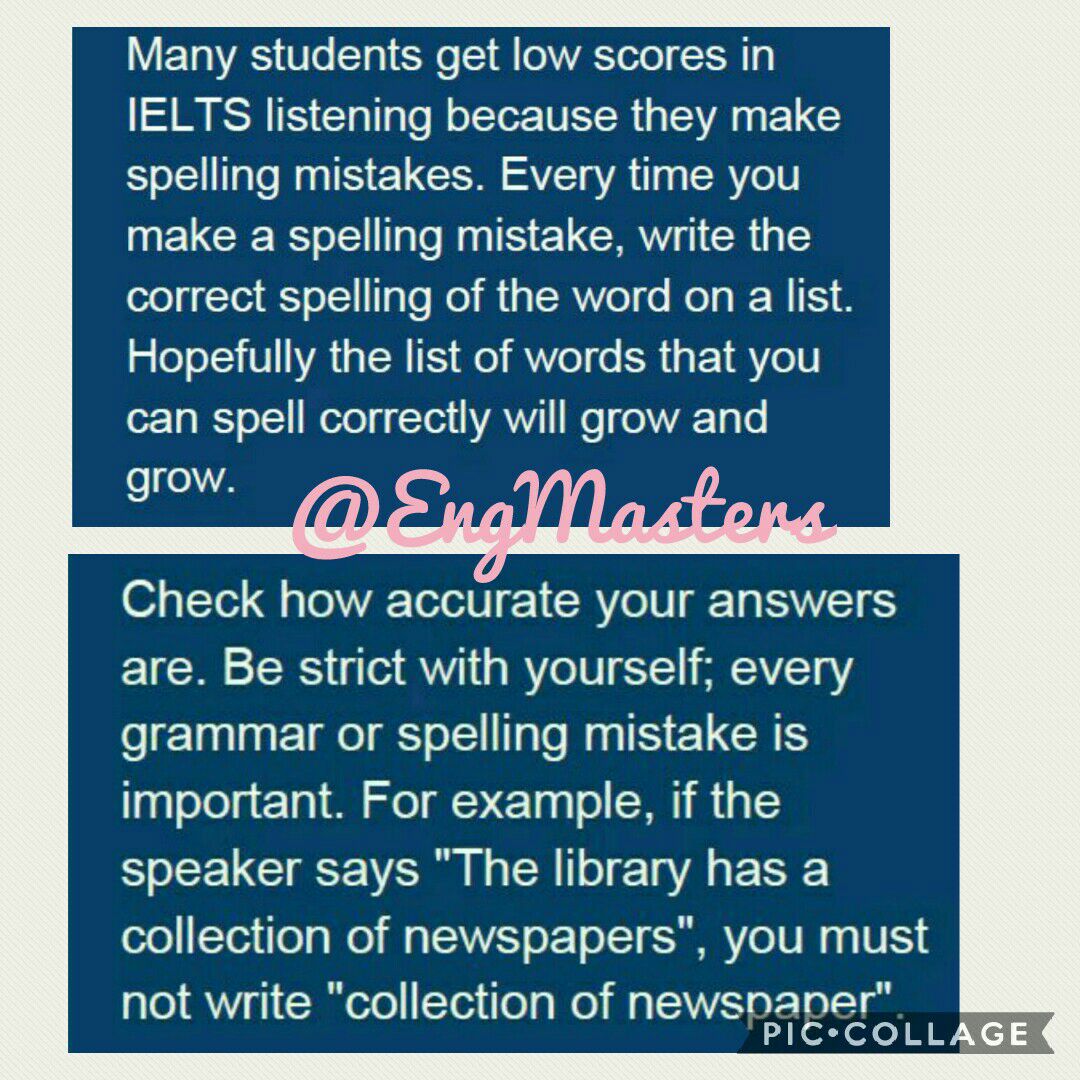 Many students get low scores in
IELTS listening because they make
spelling mistakes. Every time you
make a spelling mistake, write the
correct spelling of the word on a list.
Hopefully the list of words that you
can spell correctly will grow and
grow.
@EngMasters
Check how accurate your answers
are. Be strict with yourself; every
grammar or spelling mistake is
important. For example, if the
speaker says "The library has a
collection of newspapers", you must
not write "collection of newspaper".
PIC•COLLAGE